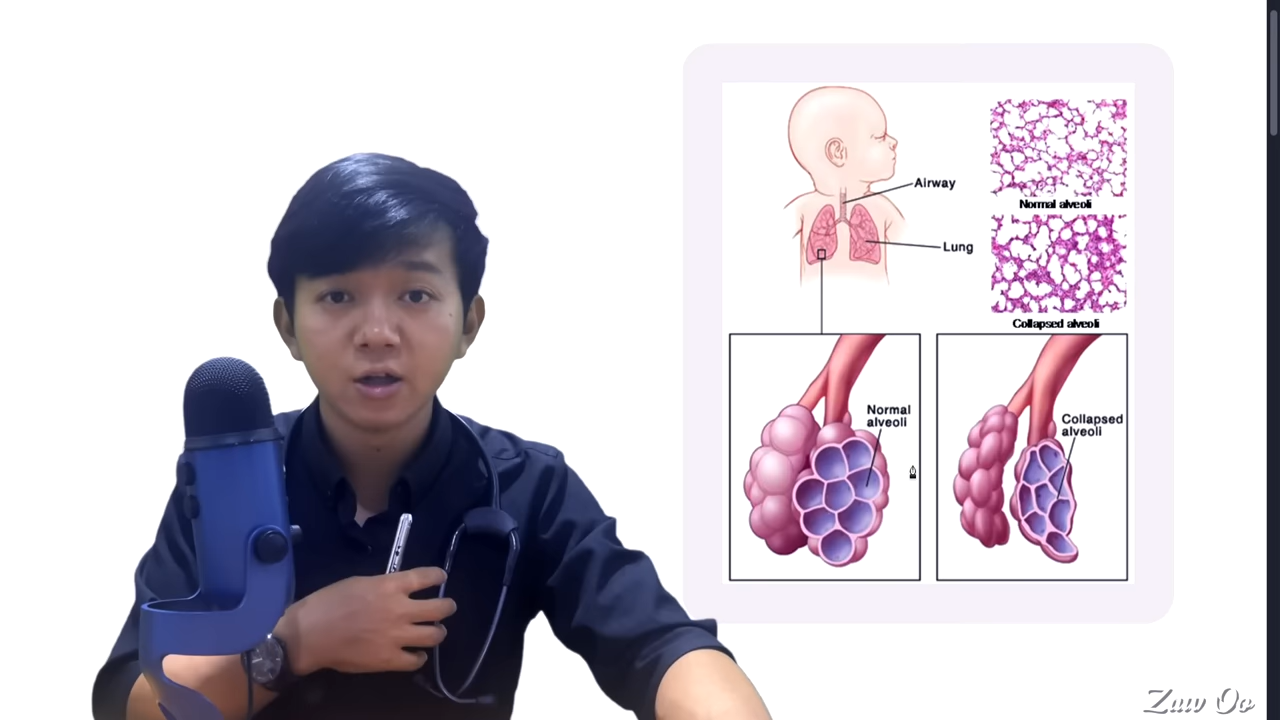 Airway
Normal alveoli
Lung
Collapsed alveoli
Normal
alveoli
Collapsed
alveoli
Zaw Oo